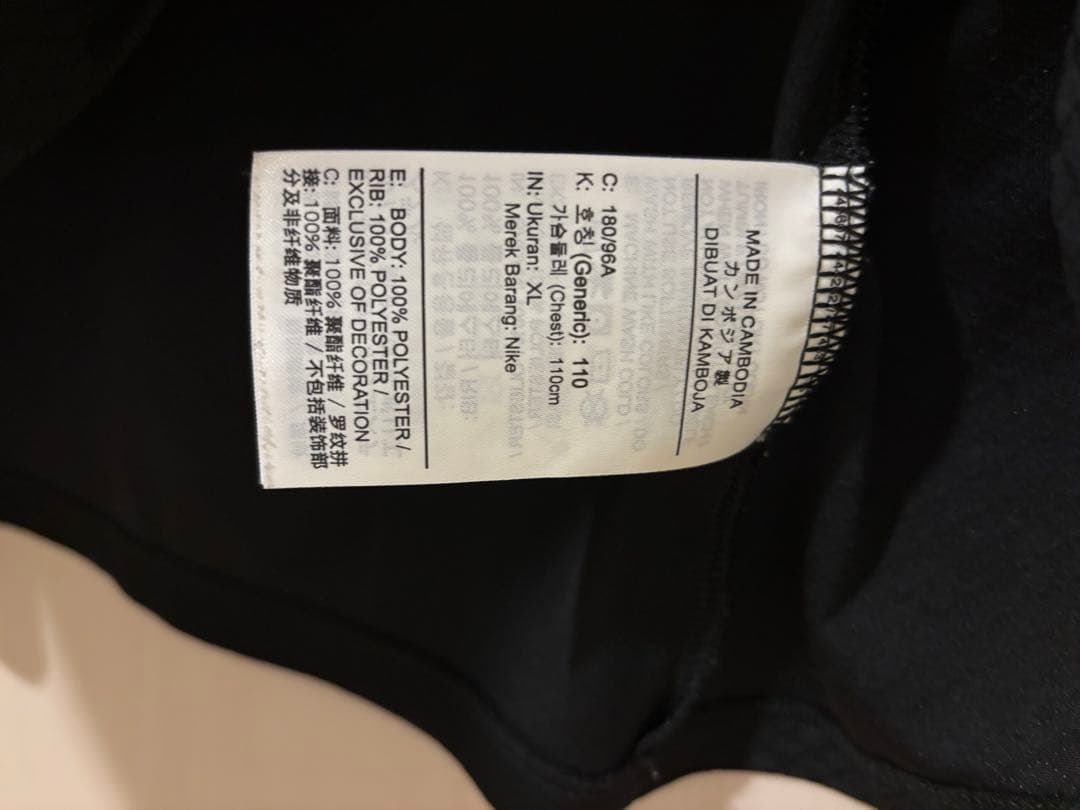 MADE IN CAMBODIA
カンボジア製
DIBUAT DI KAMBOJA
C: 180/96A
K: 호칭 (Generic): 110
가슴둘레 (Chest): 110cm
IN: Ukuran: XL
Merek Barang: Nike
E: BODY: 100% POLYESTER /
RIB: 100% POLYESTER /
EXCLUSIVE OF DECORATION
C: 面料: 100% 聚酯纤维 / 罗纹拼
接: 100% 聚酯纤维 / 不包括装饰部
分及非纤维物质